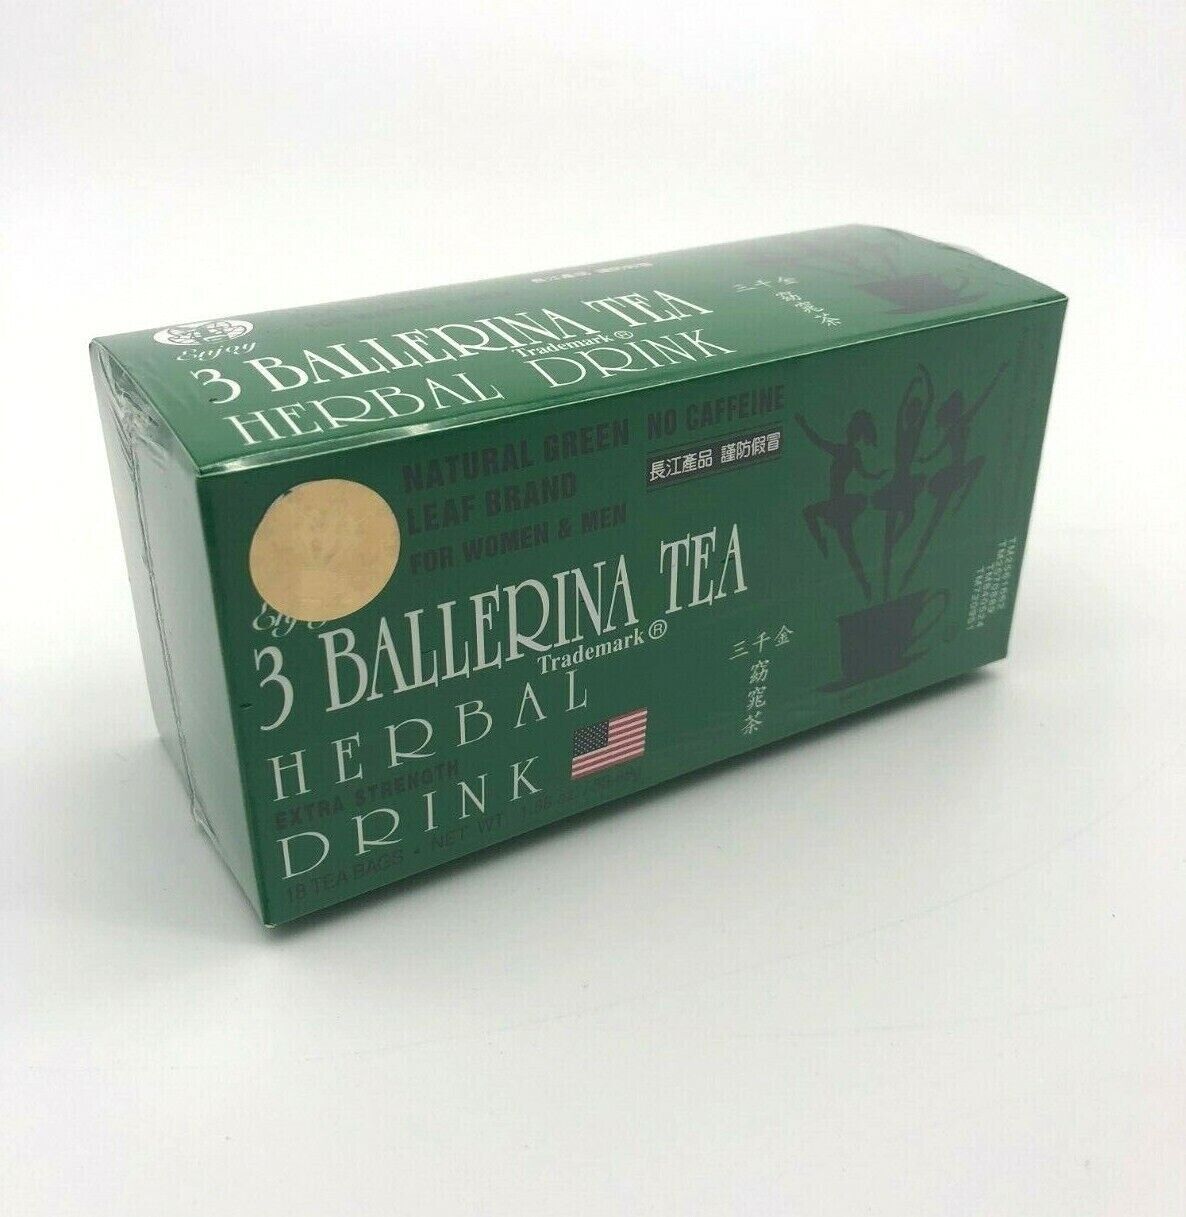 Enjoy
3 BALLERINA TEA
Trademark®
HERBAL DRINK
三千金
窈窕茶
NATURAL GREEN
LEAF BRAND
FOR WOMEN & MEN
NO CAFFEINE
長江產品 謹防假冒
3 BALLERINA TEA
Trademark®
HERBAL
DRINK
EXTRA STRENGTH
18 TEA BAGS • NET WT.
三千金
窈窕茶